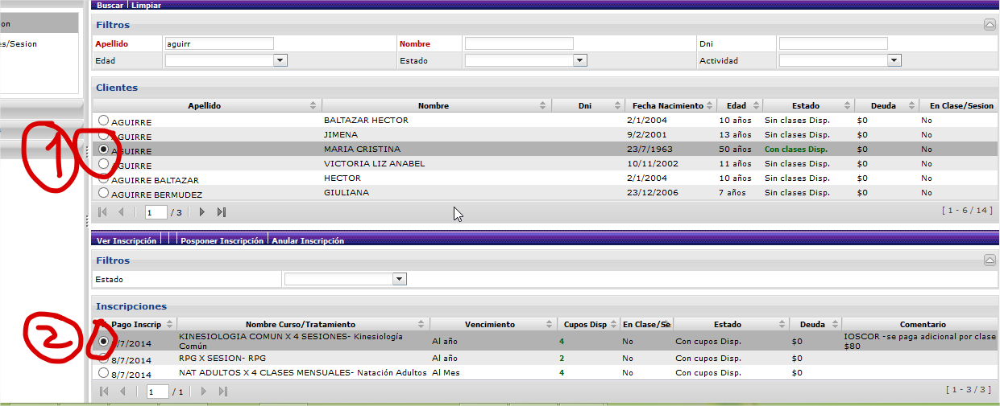 Buscar | Limpiar
on
es/Sesion
Filtros
Apellido aguirr Nombre Dni
Edad Estado Actividad
Clientes
Apellido Nombre Dni Fecha Nacimiento Edad Estado Deuda En Clase/Sesion
AGUIRRE BALTAZAR HECTOR 2/1/2004 10 años Sin clases Disp. $0 No
AGUIRRE JIMENA 9/2/2001 13 años Sin clases Disp. $0 No
AGUIRRE MARIA CRISTINA 23/7/1963 50 años Con clases Disp. $0 No
AGUIRRE VICTORIA LIZ ANABEL 10/11/2002 11 años Sin clases Disp. $0 No
AGUIRRE BALTAZAR HECTOR 2/1/2004 10 años Sin clases Disp. $0 No
AGUIRRE BERMUDEZ GIULIANA 23/12/2006 7 años Sin clases Disp. $0 No
1
1 / 3 [ 1 - 6 / 14 ]
Ver Inscripción | Posponer Inscripción | Anular Inscripción
Filtros
Estado
Inscripciones
Pago Inscrip Nombre Curso/Tratamiento Vencimiento Cupos Disp En Clase/Se Estado Deuda Comentario
2
/7/2014 KINESIOLOGIA COMUN X 4 SESIONES- Kinesiología Común Al año 4 No Con cupos Disp. $0 IOSCOR -se paga adicional por clase $80
8/7/2014 RPG X SESION- RPG Al año 2 No Con cupos Disp. $0
8/7/2014 NAT ADULTOS X 4 CLASES MENSUALES- Natación Adultos Al Mes 4 No Con cupos Disp. $0
1 / 1 [ 1 - 3 / 3 ]